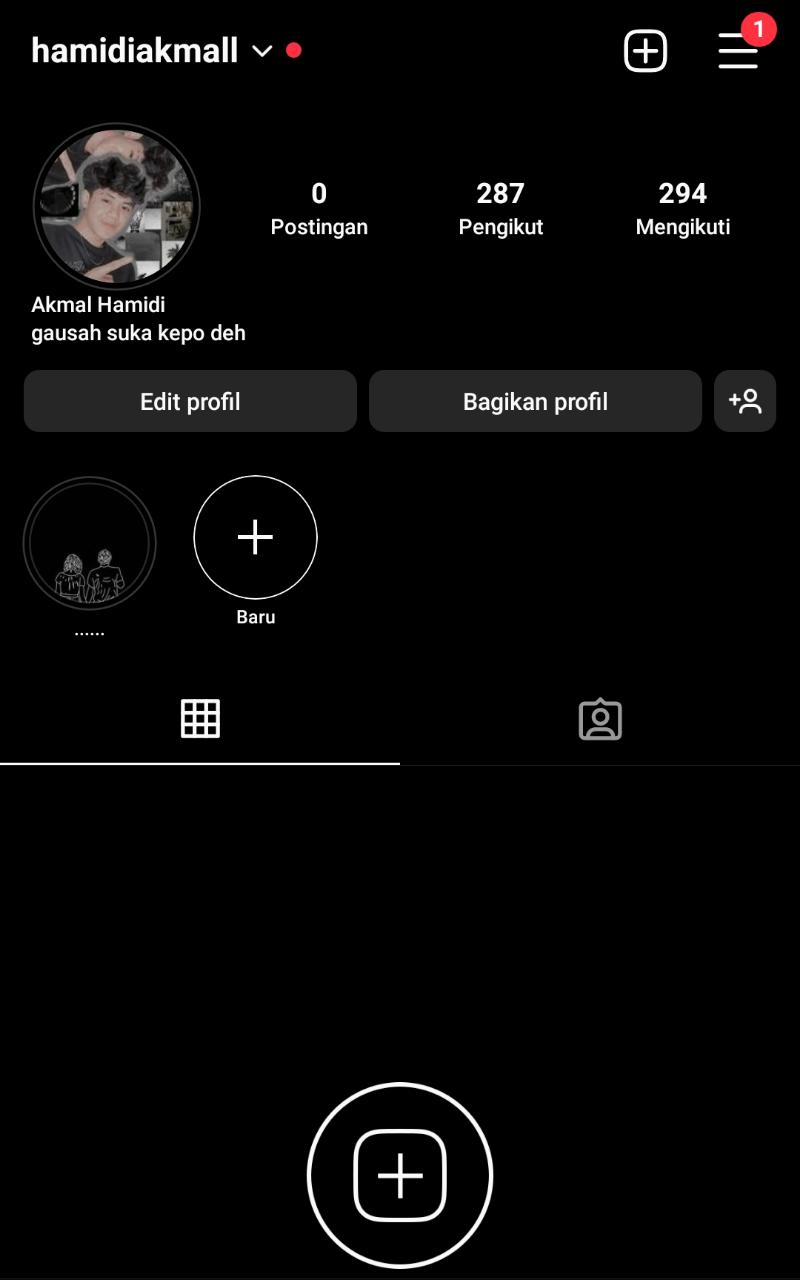 hamidiakmall
1
0
Postingan
287
Pengikut
294
Mengikuti
Akmal Hamidi
gausah suka kepo deh
Edit profil
Bagikan profil
......
Baru